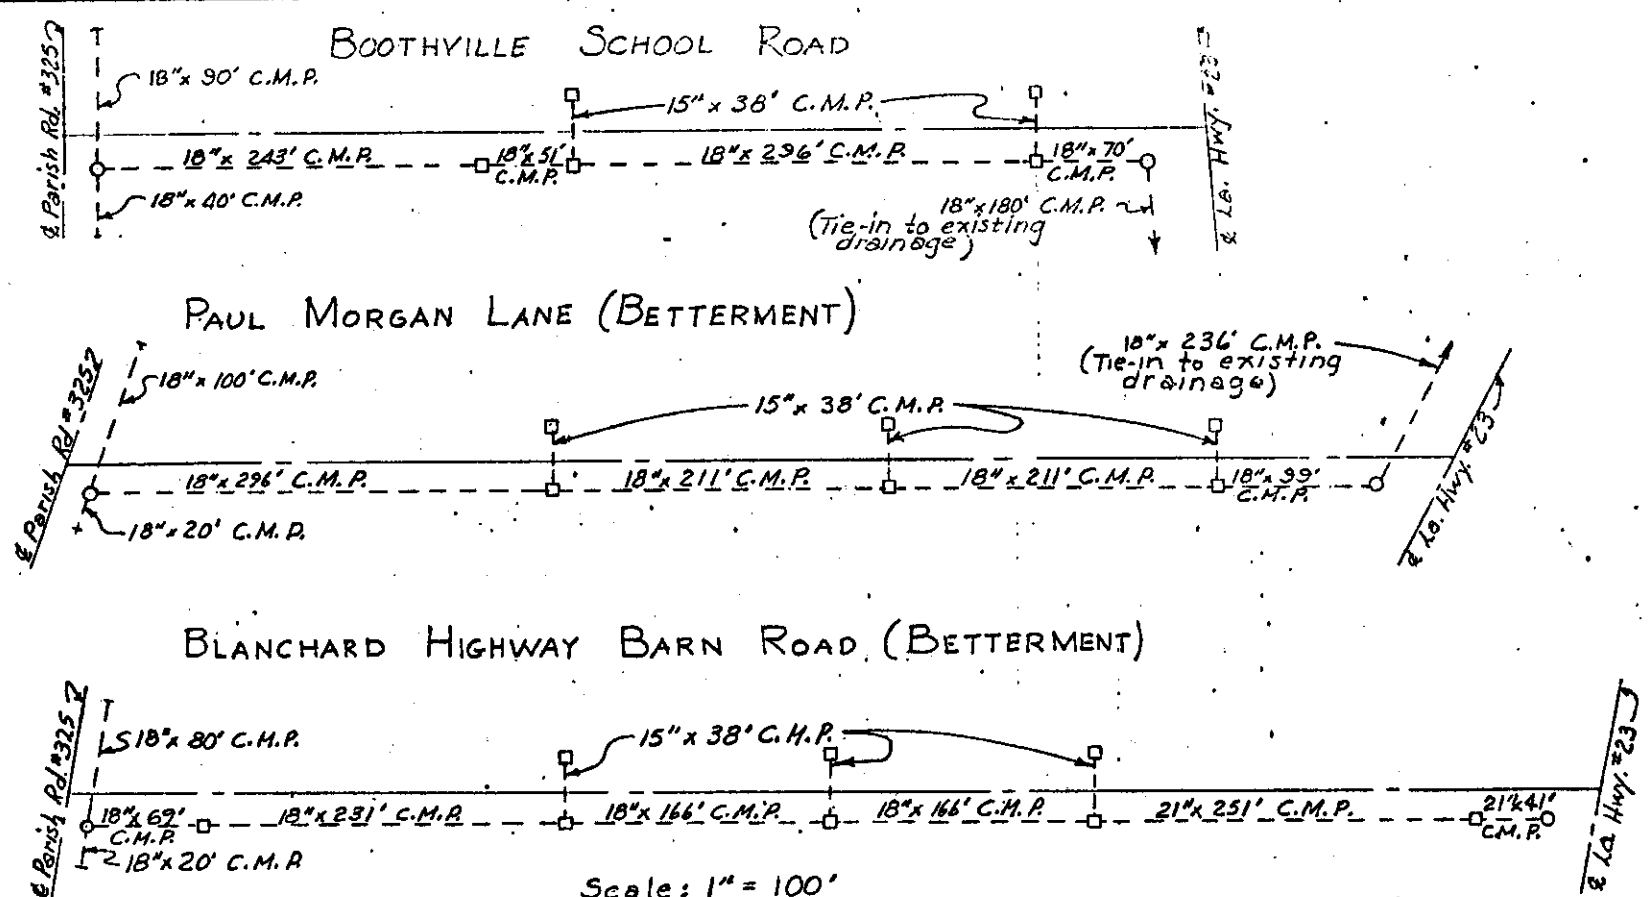 BOOTHVILLE SCHOOL ROAD
℄ Parish Rd. #325
18" x 90' C.M.P.
15" x 38' C.M.P.
18" x 243' C.M.P.
18" x 51'
C.M.P.
18" x 296' C.M.P.
18" x 70'
C.M.P.
18" x 40' C.M.P.
18" x 180' C.M.P.
(Tie-in to existing
drainage)
℄ La. Hwy. #23
PAUL MORGAN LANE (BETTERMENT)
℄ Parish Rd #325
18" x 100' C.M.P.
15" x 38' C.M.P.
18" x 236' C.M.P.
(Tie-in to existing
drainage)
18" x 296' C.M.P.
18" x 211' C.M.P.
18" x 211' C.M.P.
18" x 99'
C.M.P.
18" x 20' C.M.P.
℄ La. Hwy. #23
BLANCHARD HIGHWAY BARN ROAD (BETTERMENT)
℄ Parish Rd. #325
18" x 80' C.M.P.
15" x 38' C.M.P.
18" x 69'
C.M.P.
18" x 231' C.M.P.
18" x 166' C.M.P.
18" x 166' C.M.P.
21" x 251' C.M.P.
21" x 41'
C.M.P.
18" x 20' C.M.P.
℄ La Hwy. #23
Scale: 1" = 100'